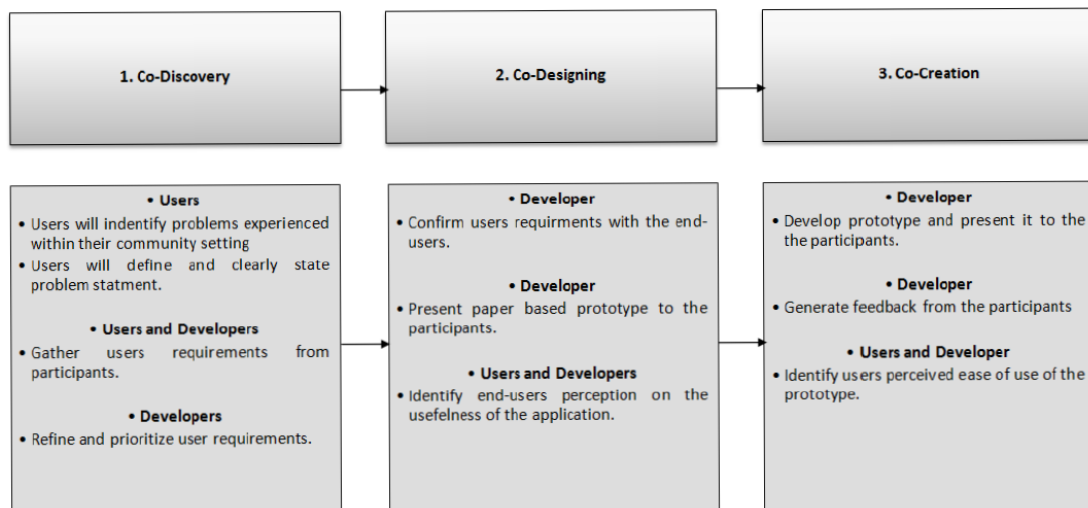 1. Co-Discovery
2. Co-Designing
3. Co-Creation
• Users
• Users will indentify problems experienced
within their community setting
• Users will define and clearly state
problem statment.
• Users and Developers
• Gather users requirements from
participants.
• Developers
• Refine and prioritize user requirements.
• Developer
• Confirm users requirments with the end-
users.
• Developer
• Present paper based prototype to the
participants.
• Users and Developers
• Identify end-users perception on the
usefelness of the application.
• Developer
• Develop prototype and present it to the
the participants.
• Developer
• Generate feedback from the participants
• Users and Developer
• Identify users perceived ease of use of the
prototype.